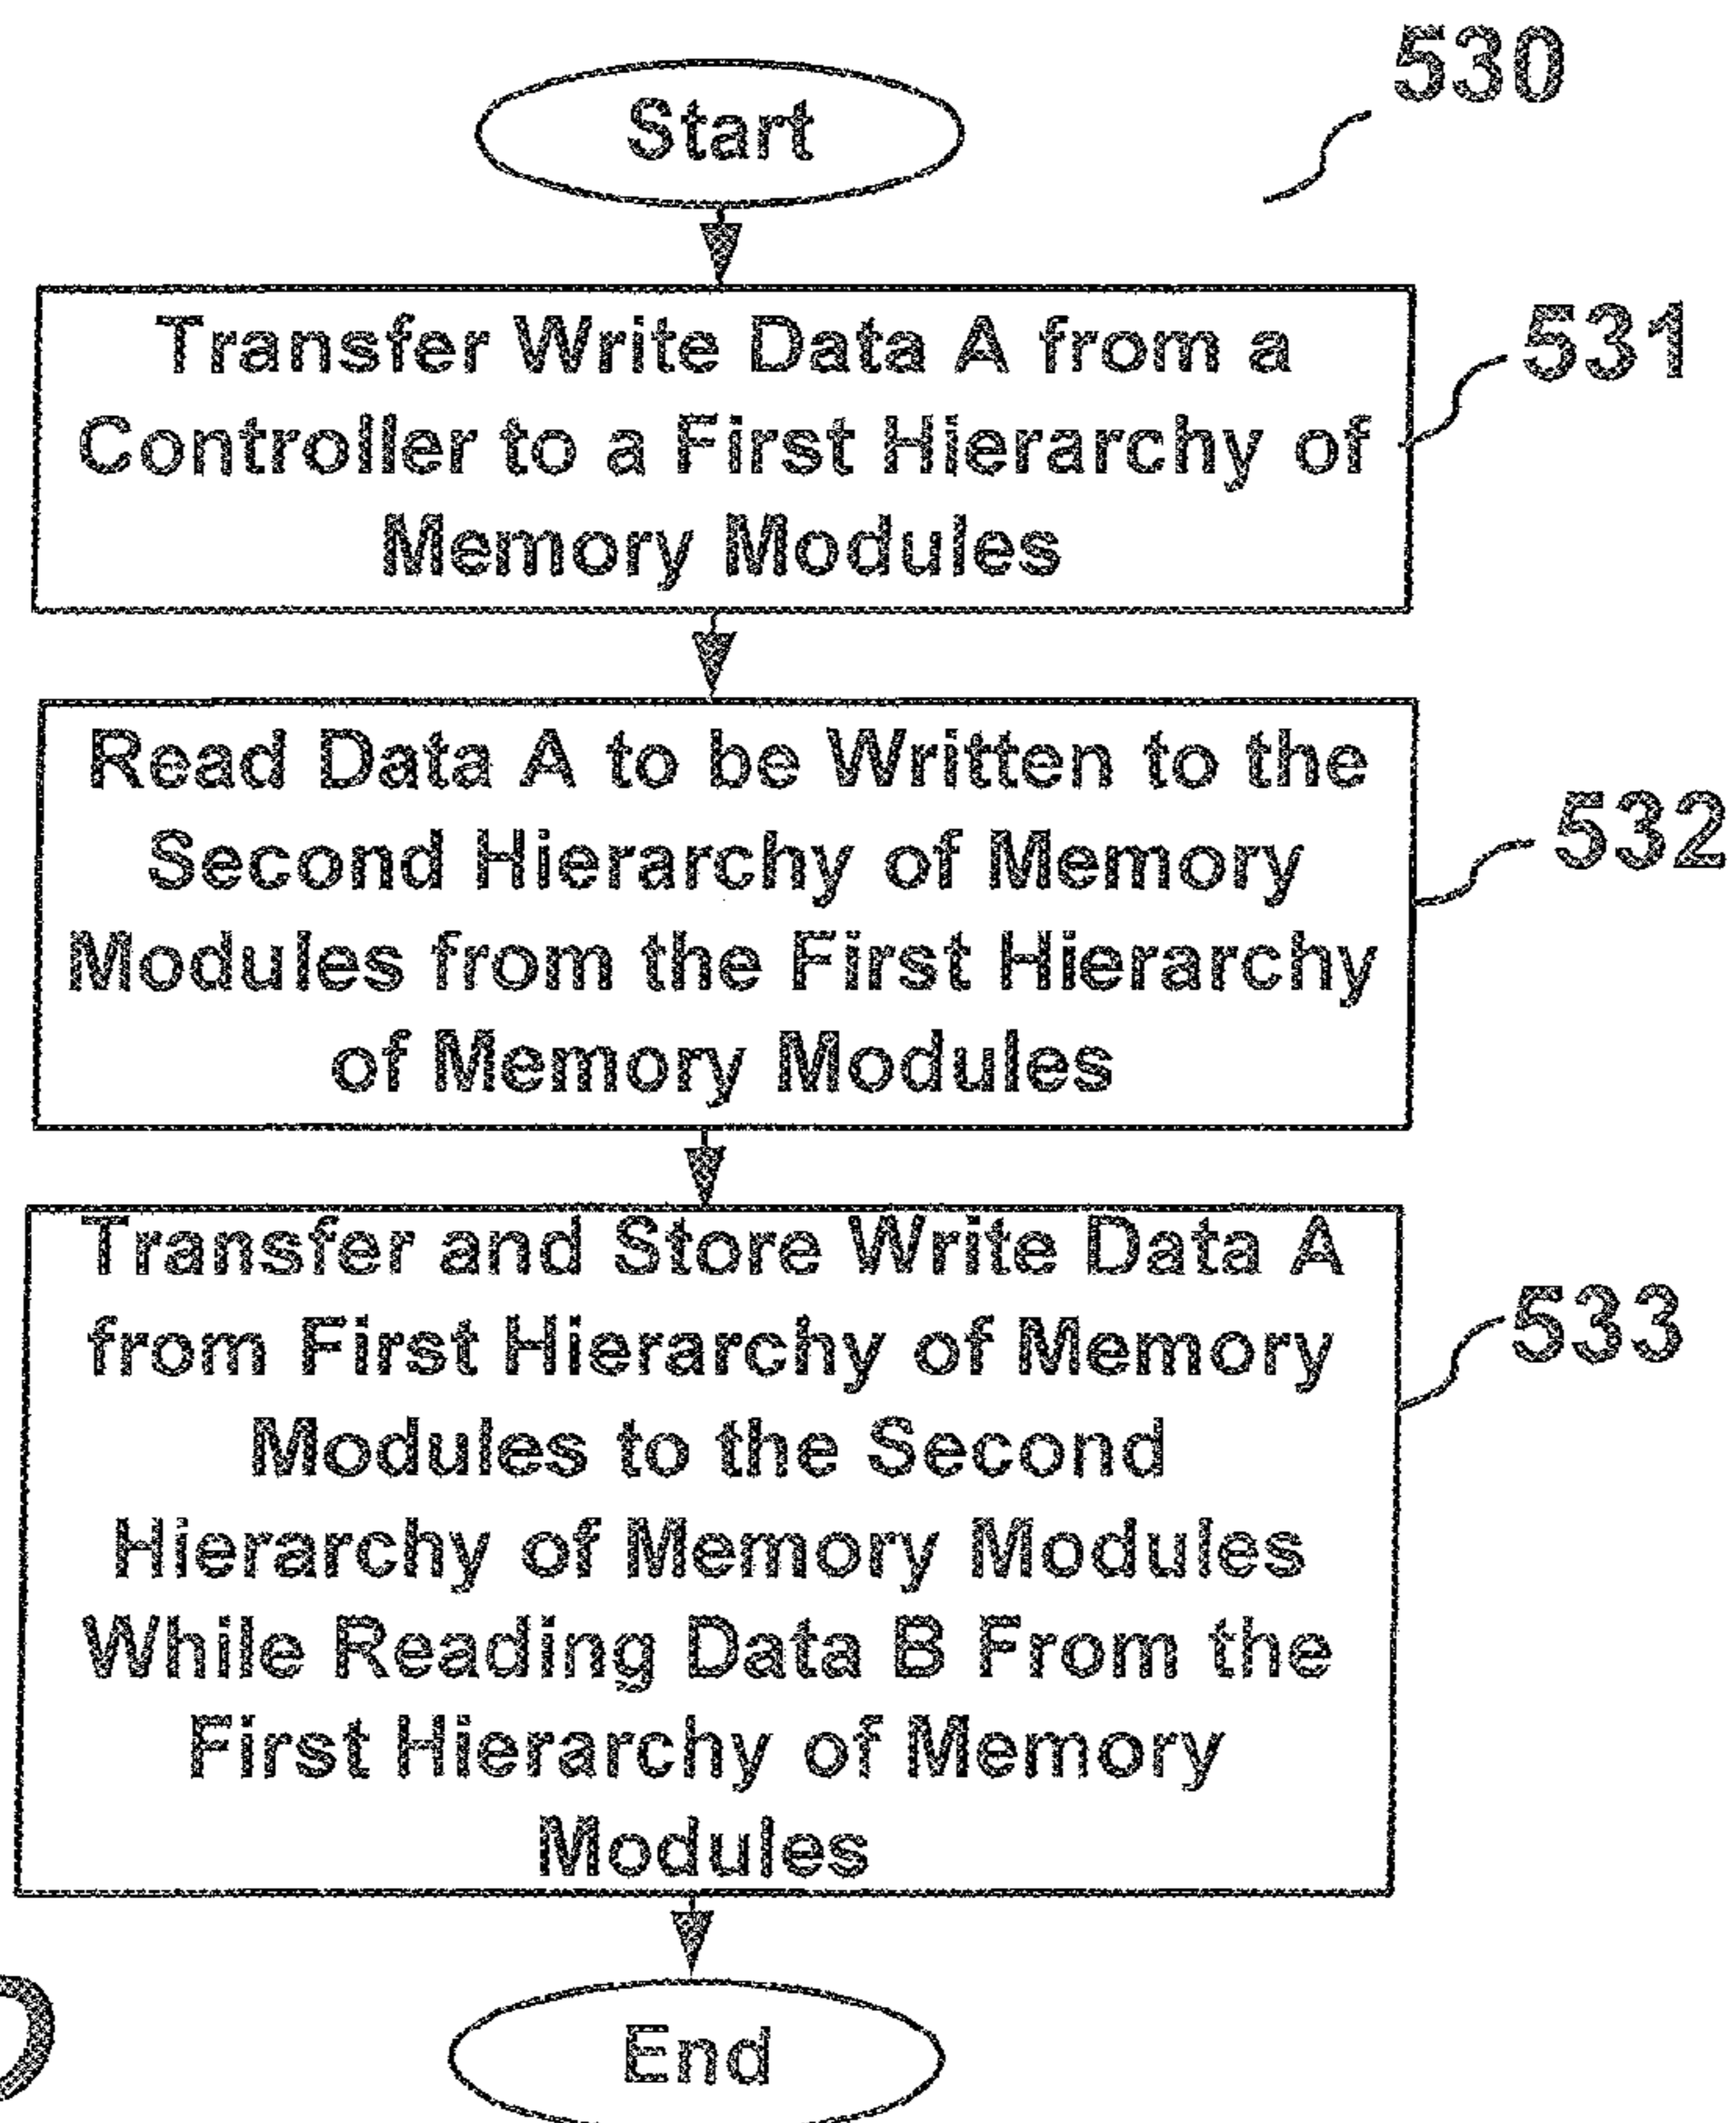 530
Start
Transfer Write Data A from a
Controller to a First Hierarchy of
Memory Modules
531
Read Data A to be Written to the
Second Hierarchy of Memory
Modules from the First Hierarchy
of Memory Modules
532
Transfer and Store Write Data A
from First Hierarchy of Memory
Modules to the Second
Hierarchy of Memory Modules
While Reading Data B From the
First Hierarchy of Memory
Modules
533
End